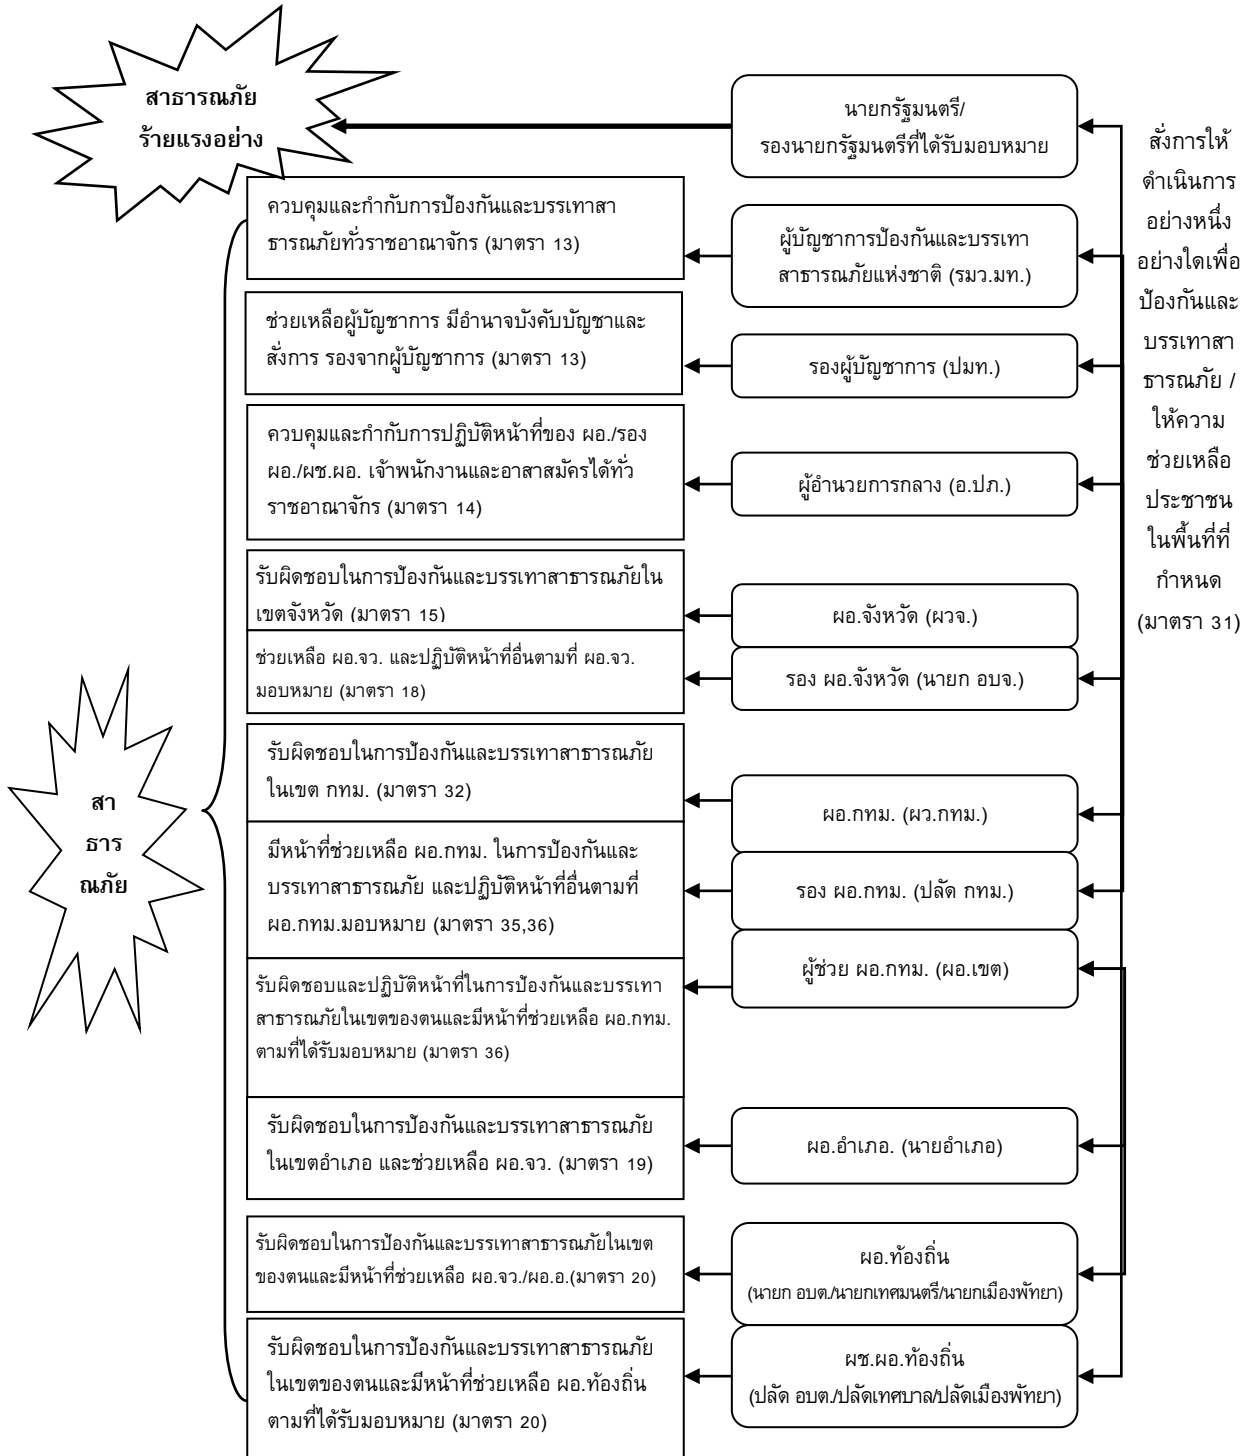 สาธารณภัย
ร้ายแรงอย่าง
นายกรัฐมนตรี/
รองนายกรัฐมนตรีที่ได้รับมอบหมาย
สั่งการให้
ดำเนินการ
อย่างหนึ่ง
อย่างใดเพื่อ
ป้องกันและ
บรรเทาสา
ธารณภัย /
ให้ความ
ช่วยเหลือ
ประชาชน
ในพื้นที่ที่
กำหนด
(มาตรา 31)
ควบคุมและกำกับการป้องกันและบรรเทาสา
ธารณภัยทั่วราชอาณาจักร (มาตรา 13)
ผู้บัญชาการป้องกันและบรรเทา
สาธารณภัยแห่งชาติ (รมว.มท.)
ช่วยเหลือผู้บัญชาการ มีอำนาจบังคับบัญชาและ
สั่งการ รองจากผู้บัญชาการ (มาตรา 13)
รองผู้บัญชาการ (ปมท.)
ควบคุมและกำกับการปฏิบัติหน้าที่ของ ผอ./รอง
ผอ./ผช.ผอ. เจ้าพนักงานและอาสาสมัครได้ทั่ว
ราชอาณาจักร (มาตรา 14)
ผู้อำนวยการกลาง (อ.ปภ.)
รับผิดชอบในการป้องกันและบรรเทาสาธารณภัยใน
เขตจังหวัด (มาตรา 15)
ผอ.จังหวัด (ผวจ.)
ช่วยเหลือ ผอ.จว. และปฏิบัติหน้าที่อื่นตามที่ ผอ.จว.
มอบหมาย (มาตรา 18)
รอง ผอ.จังหวัด (นายก อบจ.)
สา
ธาร
ณภัย
รับผิดชอบในการป้องกันและบรรเทาสาธารณภัย
ในเขต กทม. (มาตรา 32)
ผอ.กทม. (ผว.กทม.)
มีหน้าที่ช่วยเหลือ ผอ.กทม. ในการป้องกันและ
บรรเทาสาธารณภัย และปฏิบัติหน้าที่อื่นตามที่
ผอ.กทม.มอบหมาย (มาตรา 35,36)
รอง ผอ.กทม. (ปลัด กทม.)
รับผิดชอบและปฏิบัติหน้าที่ในการป้องกันและบรรเทา
สาธารณภัยในเขตของตนและมีหน้าที่ช่วยเหลือ ผอ.กทม.
ตามที่ได้รับมอบหมาย (มาตรา 36)
ผู้ช่วย ผอ.กทม. (ผอ.เขต)
รับผิดชอบในการป้องกันและบรรเทาสาธารณภัย
ในเขตอำเภอ และช่วยเหลือ ผอ.จว. (มาตรา 19)
ผอ.อำเภอ. (นายอำเภอ)
รับผิดชอบในการป้องกันและบรรเทาสาธารณภัยในเขต
ของตนและมีหน้าที่ช่วยเหลือ ผอ.จว./ผอ.อ.(มาตรา 20)
ผอ.ท้องถิ่น
(นายก อบต./นายกเทศมนตรี/นายกเมืองพัทยา)
รับผิดชอบในการป้องกันและบรรเทาสาธารณภัย
ในเขตของตนและมีหน้าที่ช่วยเหลือ ผอ.ท้องถิ่น
ตามที่ได้รับมอบหมาย (มาตรา 20)
ผช.ผอ.ท้องถิ่น
(ปลัด อบต./ปลัดเทศบาล/ปลัดเมืองพัทยา)